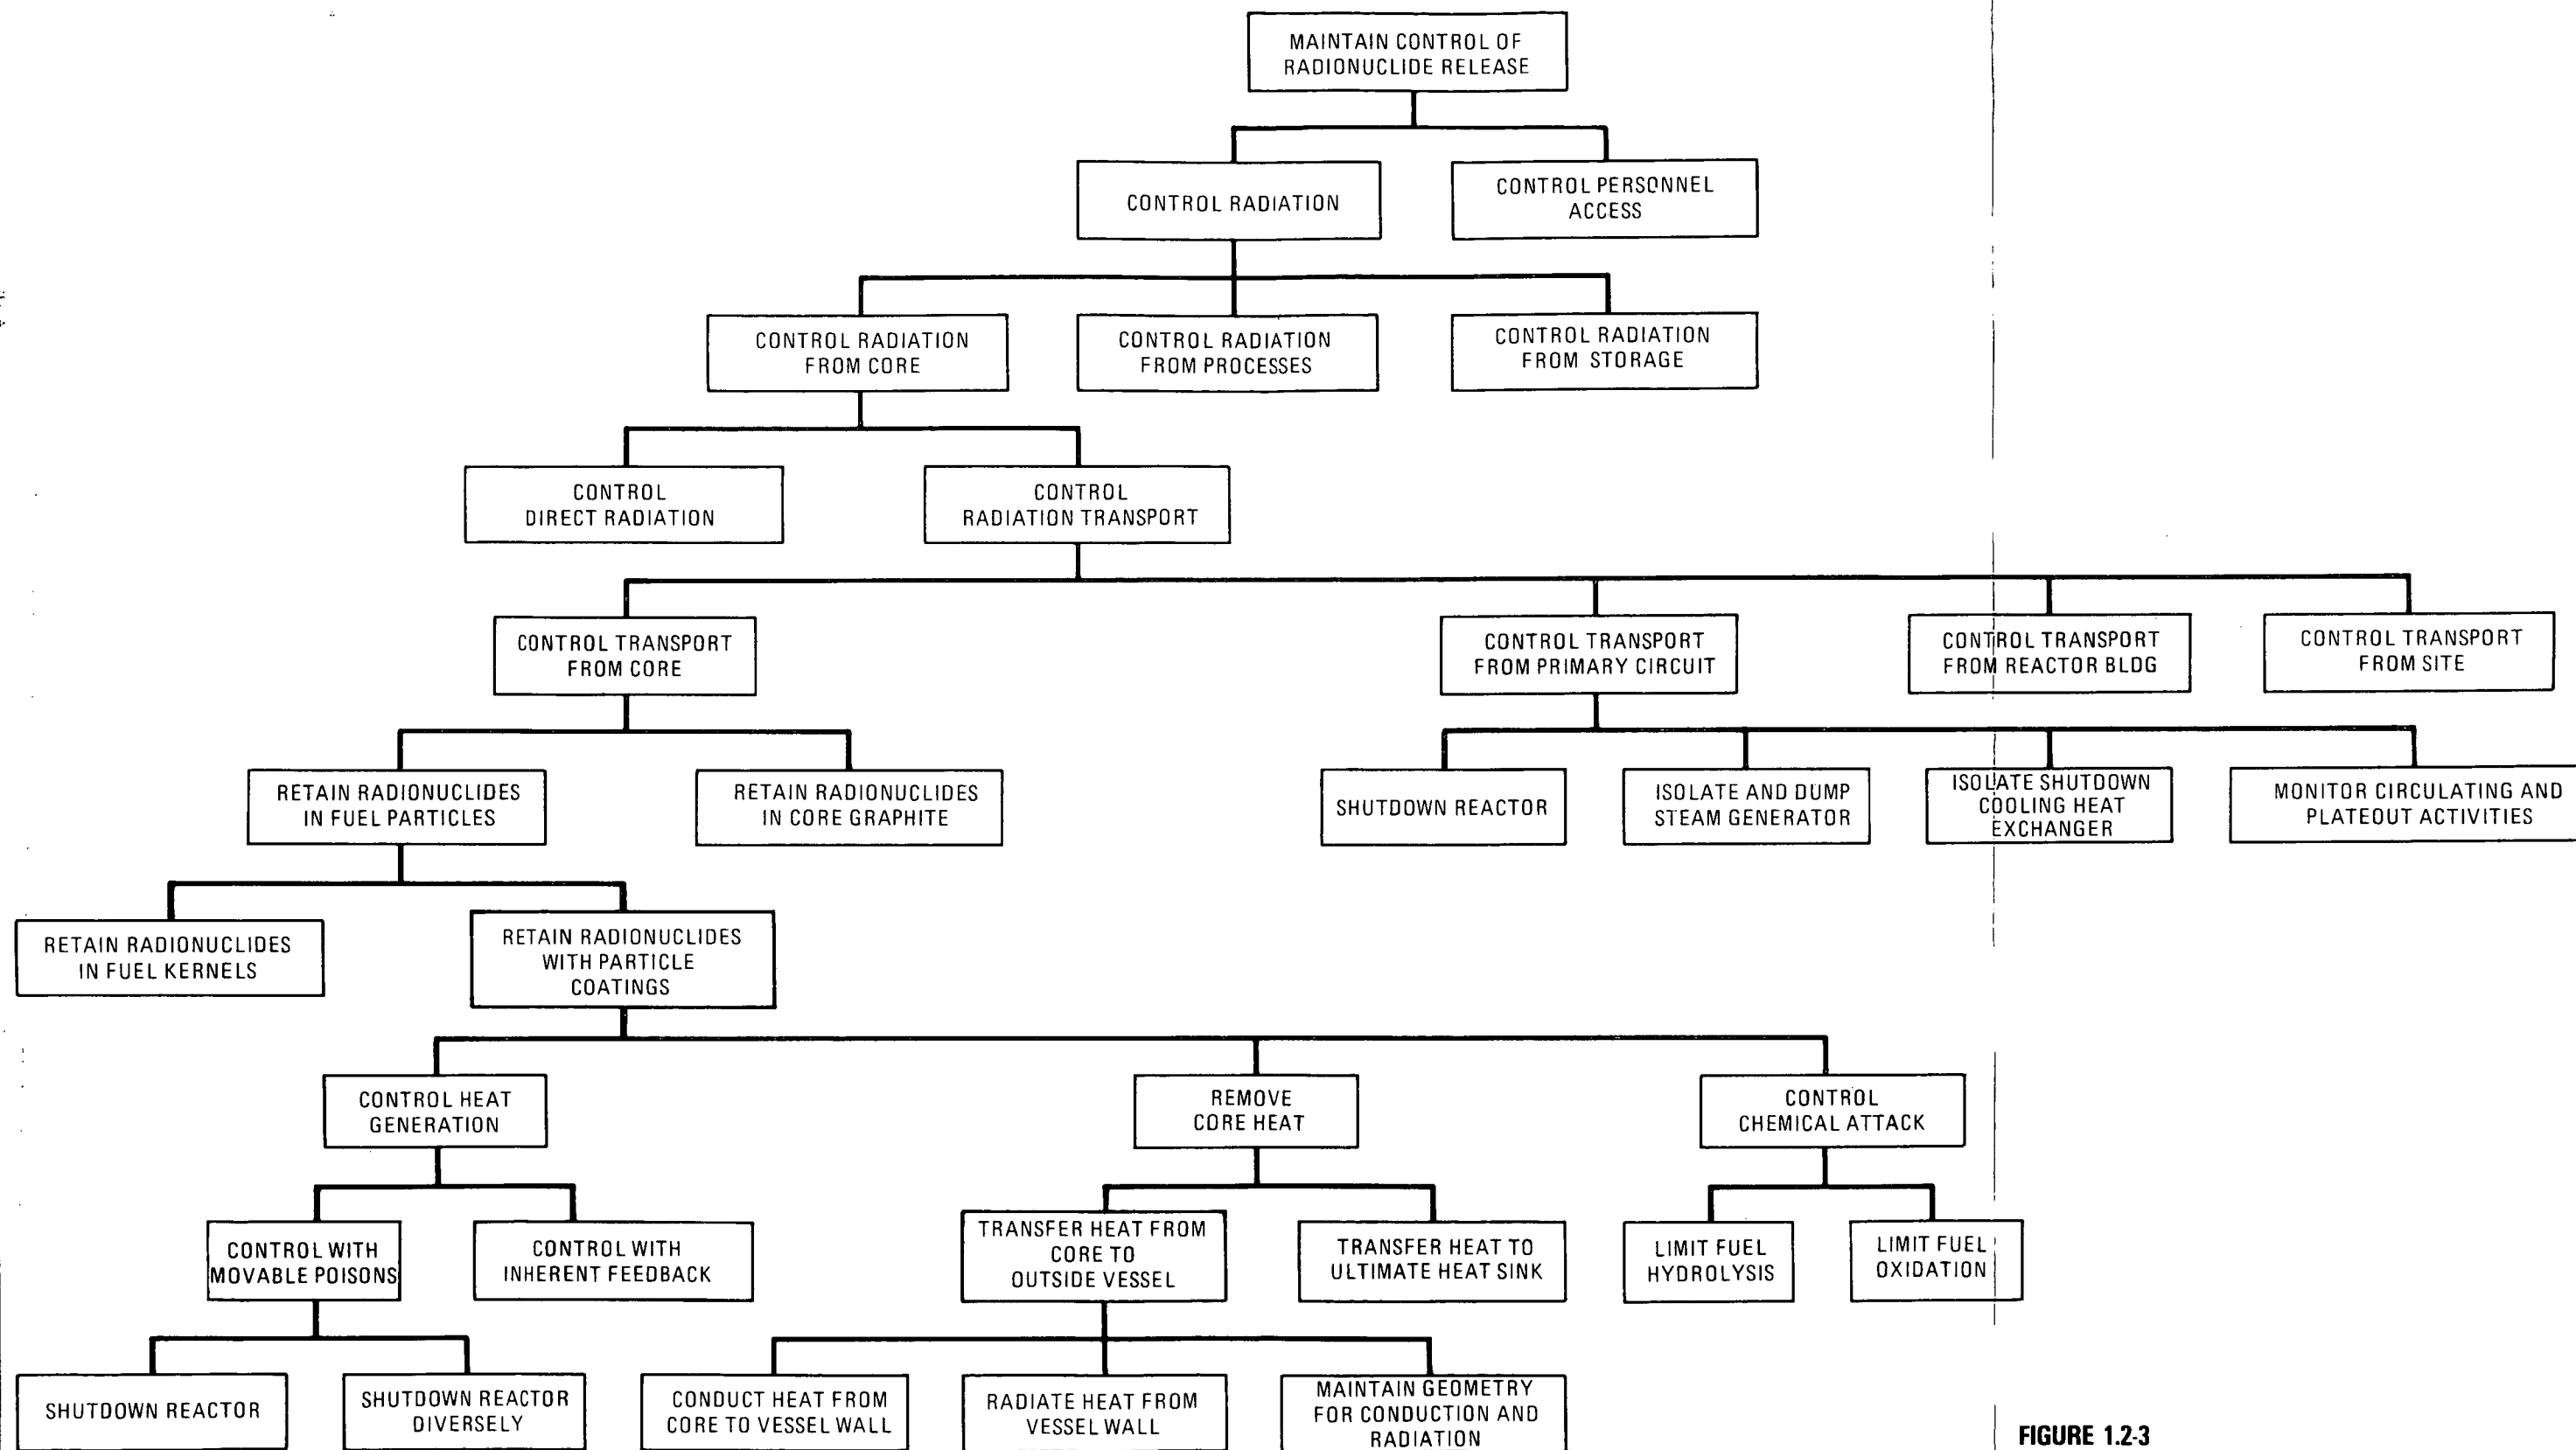 MAINTAIN CONTROL OF
RADIONUCLIDE RELEASE
CONTROL RADIATION
CONTROL PERSONNEL
ACCESS
CONTROL RADIATION
FROM CORE
CONTROL RADIATION
FROM PROCESSES
CONTROL RADIATION
FROM STORAGE
CONTROL
DIRECT RADIATION
CONTROL
RADIATION TRANSPORT
CONTROL TRANSPORT
FROM CORE
CONTROL TRANSPORT
FROM PRIMARY CIRCUIT
CONTROL TRANSPORT
FROM REACTOR BLDG
CONTROL TRANSPORT
FROM SITE
RETAIN RADIONUCLIDES
IN FUEL PARTICLES
RETAIN RADIONUCLIDES
IN CORE GRAPHITE
SHUTDOWN REACTOR
ISOLATE AND DUMP
STEAM GENERATOR
ISOLATE SHUTDOWN
COOLING HEAT
EXCHANGER
MONITOR CIRCULATING AND
PLATEOUT ACTIVITIES
RETAIN RADIONUCLIDES
IN FUEL KERNELS
RETAIN RADIONUCLIDES
WITH PARTICLE
COATINGS
CONTROL HEAT
GENERATION
REMOVE
CORE HEAT
CONTROL
CHEMICAL ATTACK
CONTROL WITH
MOVABLE POISONS
CONTROL WITH
INHERENT FEEDBACK
TRANSFER HEAT FROM
CORE TO
OUTSIDE VESSEL
TRANSFER HEAT TO
ULTIMATE HEAT SINK
LIMIT FUEL
HYDROLYSIS
LIMIT FUEL
OXIDATION
SHUTDOWN REACTOR
SHUTDOWN REACTOR
DIVERSELY
CONDUCT HEAT FROM
CORE TO VESSEL WALL
RADIATE HEAT FROM
VESSEL WALL
MAINTAIN GEOMETRY
FOR CONDUCTION AND
RADIATION
FIGURE 1.2-3